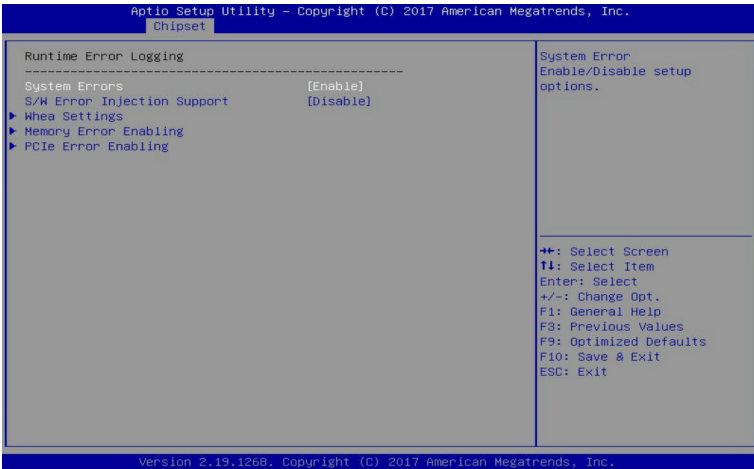 Aptio Setup Utility – Copyright (C) 2017 American Megatrends, Inc.
Chipset
Runtime Error Logging
--------------------------------------------------
System Errors [Enable]
S/W Error Injection Support [Disable]
▶ Whea Settings
▶ Memory Error Enabling
▶ PCIe Error Enabling
System Error
Enable/Disable setup
options.
→←: Select Screen
↑↓: Select Item
Enter: Select
+/-: Change Opt.
F1: General Help
F3: Previous Values
F9: Optimized Defaults
F10: Save & Exit
ESC: Exit
Version 2.19.1268. Copyright (C) 2017 American Megatrends, Inc.